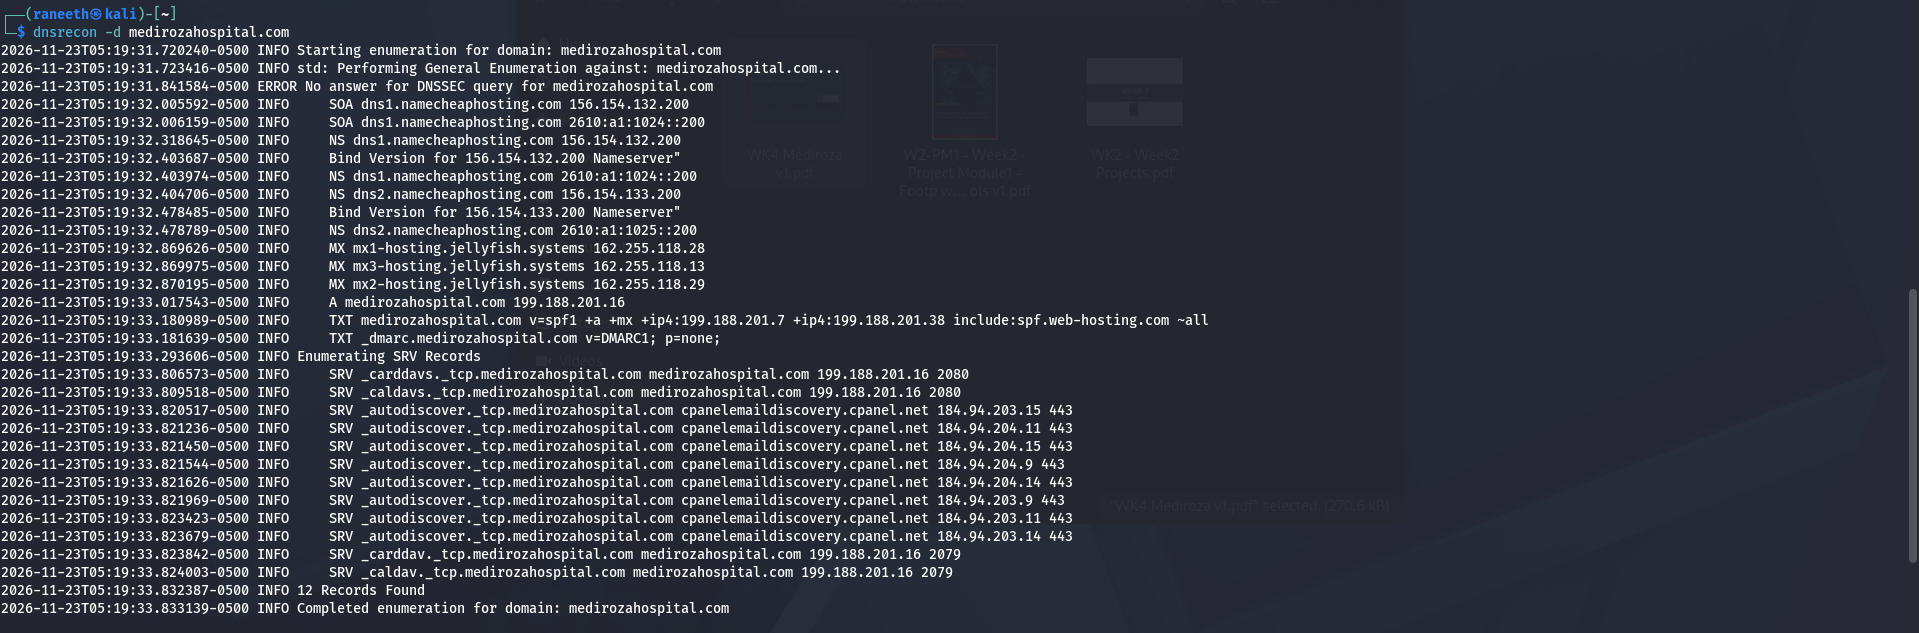 ┌──(raneeth㉿kali)-[~]
└─$ dnsrecon -d medirozahospital.com
2026-11-23T05:19:31.720240-0500 INFO Starting enumeration for domain: medirozahospital.com
2026-11-23T05:19:31.723416-0500 INFO std: Performing General Enumeration against: medirozahospital.com...
2026-11-23T05:19:31.841584-0500 ERROR No answer for DNSSEC query for medirozahospital.com
2026-11-23T05:19:32.005592-0500 INFO     SOA dns1.namecheaphosting.com 156.154.132.200
2026-11-23T05:19:32.006159-0500 INFO     SOA dns1.namecheaphosting.com 2610:a1:1024::200
2026-11-23T05:19:32.318645-0500 INFO     NS dns1.namecheaphosting.com 156.154.132.200
2026-11-23T05:19:32.403687-0500 INFO     Bind Version for 156.154.132.200 Nameserver"
2026-11-23T05:19:32.403974-0500 INFO     NS dns1.namecheaphosting.com 2610:a1:1024::200
2026-11-23T05:19:32.404706-0500 INFO     NS dns2.namecheaphosting.com 156.154.133.200
2026-11-23T05:19:32.478485-0500 INFO     Bind Version for 156.154.133.200 Nameserver"
2026-11-23T05:19:32.478789-0500 INFO     NS dns2.namecheaphosting.com 2610:a1:1025::200
2026-11-23T05:19:32.869626-0500 INFO     MX mx1-hosting.jellyfish.systems 162.255.118.28
2026-11-23T05:19:32.869975-0500 INFO     MX mx3-hosting.jellyfish.systems 162.255.118.13
2026-11-23T05:19:32.870195-0500 INFO     MX mx2-hosting.jellyfish.systems 162.255.118.29
2026-11-23T05:19:33.017543-0500 INFO     A medirozahospital.com 199.188.201.16
2026-11-23T05:19:33.180989-0500 INFO     TXT medirozahospital.com v=spf1 +a +mx +ip4:199.188.201.7 +ip4:199.188.201.38 include:spf.web-hosting.com ~all
2026-11-23T05:19:33.181639-0500 INFO     TXT _dmarc.medirozahospital.com v=DMARC1; p=none;
2026-11-23T05:19:33.293606-0500 INFO Enumerating SRV Records
2026-11-23T05:19:33.806573-0500 INFO     SRV _carddavs._tcp.medirozahospital.com medirozahospital.com 199.188.201.16 2080
2026-11-23T05:19:33.809518-0500 INFO     SRV _caldavs._tcp.medirozahospital.com medirozahospital.com 199.188.201.16 2080
2026-11-23T05:19:33.820517-0500 INFO     SRV _autodiscover._tcp.medirozahospital.com cpanelemaildiscovery.cpanel.net 184.94.203.15 443
2026-11-23T05:19:33.821236-0500 INFO     SRV _autodiscover._tcp.medirozahospital.com cpanelemaildiscovery.cpanel.net 184.94.204.11 443
2026-11-23T05:19:33.821450-0500 INFO     SRV _autodiscover._tcp.medirozahospital.com cpanelemaildiscovery.cpanel.net 184.94.204.15 443
2026-11-23T05:19:33.821544-0500 INFO     SRV _autodiscover._tcp.medirozahospital.com cpanelemaildiscovery.cpanel.net 184.94.204.9 443
2026-11-23T05:19:33.821626-0500 INFO     SRV _autodiscover._tcp.medirozahospital.com cpanelemaildiscovery.cpanel.net 184.94.204.14 443
2026-11-23T05:19:33.821969-0500 INFO     SRV _autodiscover._tcp.medirozahospital.com cpanelemaildiscovery.cpanel.net 184.94.203.9 443
2026-11-23T05:19:33.823423-0500 INFO     SRV _autodiscover._tcp.medirozahospital.com cpanelemaildiscovery.cpanel.net 184.94.203.11 443
2026-11-23T05:19:33.823679-0500 INFO     SRV _autodiscover._tcp.medirozahospital.com cpanelemaildiscovery.cpanel.net 184.94.203.14 443
2026-11-23T05:19:33.823842-0500 INFO     SRV _carddav._tcp.medirozahospital.com medirozahospital.com 199.188.201.16 2079
2026-11-23T05:19:33.824003-0500 INFO     SRV _caldav._tcp.medirozahospital.com medirozahospital.com 199.188.201.16 2079
2026-11-23T05:19:33.832387-0500 INFO 12 Records Found
2026-11-23T05:19:33.833139-0500 INFO Completed enumeration for domain: medirozahospital.com
WK4 Mediroza
v1.pdf
W2-PM1 - Week2 -
Project Module1 -
Footp w... ols v1.pdf
WK2 - Week2
Projects.pdf
Videos
"WK4 Mediroza v1.pdf" selected (270.6 kB)